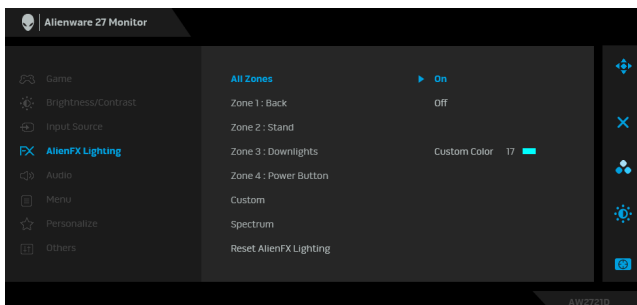 Alienware 27 Monitor
Game
Brightness/Contrast
Input Source
FX AlienFX Lighting
Audio
Menu
Personalize
Others
All Zones
Zone 1 : Back
Zone 2 : Stand
Zone 3 : Downlights
Zone 4 : Power Button
Custom
Spectrum
Reset AlienFX Lighting
On
Off
Custom Color 17
AW2721D